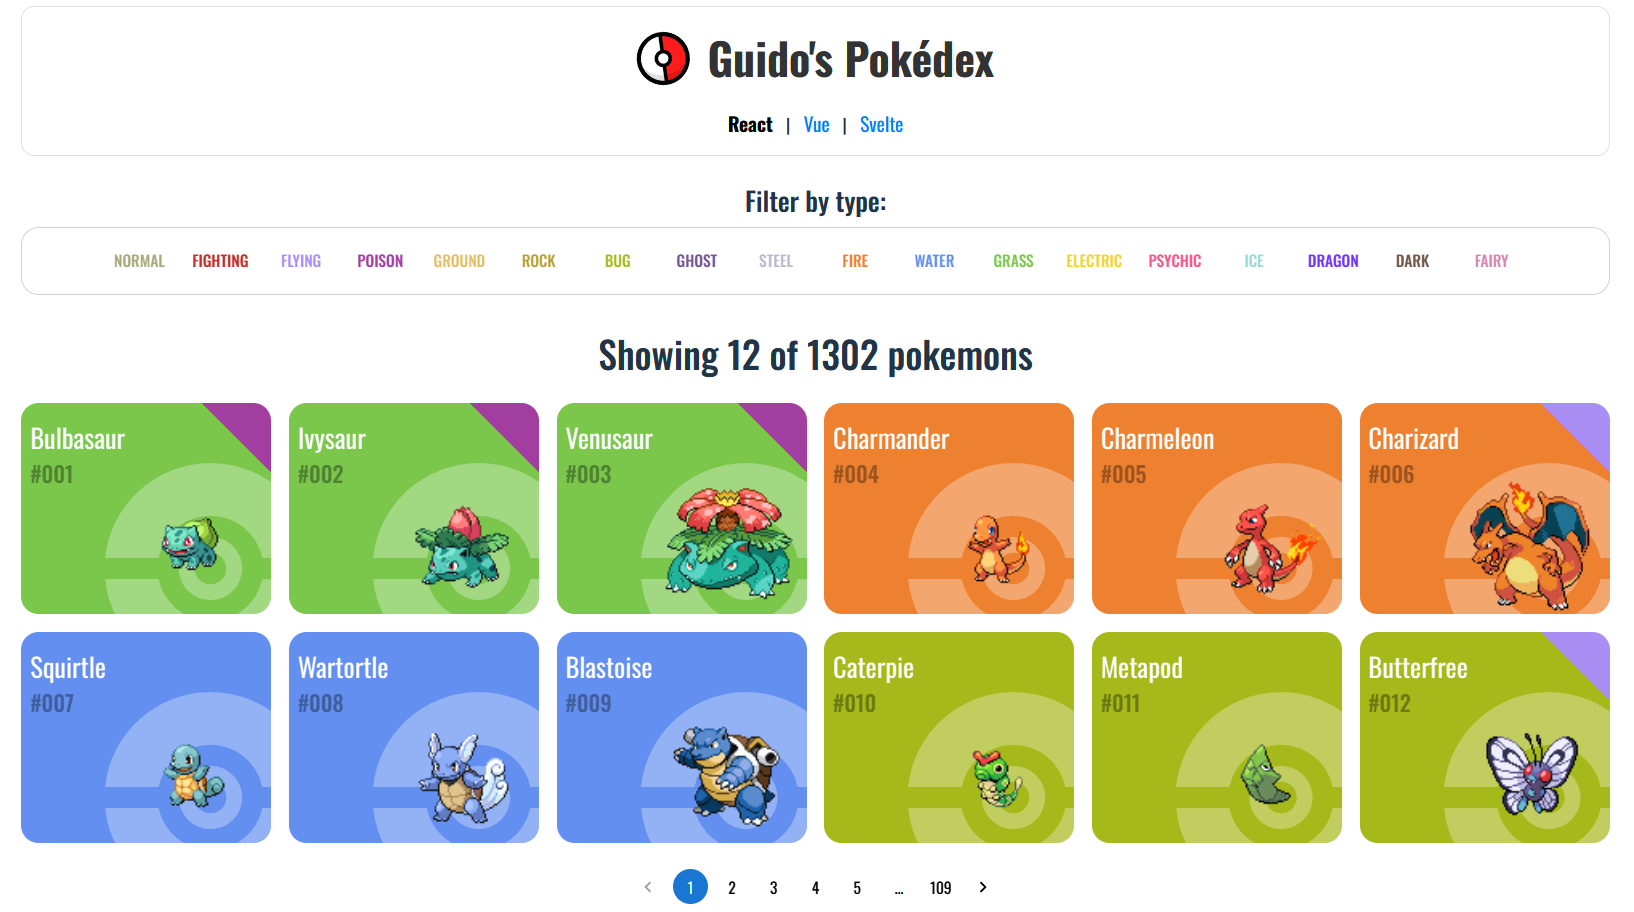 Guido's Pokédex
React | Vue | Svelte
Filter by type:
NORMAL FIGHTING FLYING POISON GROUND ROCK BUG GHOST STEEL FIRE WATER GRASS ELECTRIC PSYCHIC ICE DRAGON DARK FAIRY
Showing 12 of 1302 pokemons
Bulbasaur
#001
Ivysaur
#002
Venusaur
#003
Charmander
#004
Charmeleon
#005
Charizard
#006
Squirtle
#007
Wartortle
#008
Blastoise
#009
Caterpie
#010
Metapod
#011
Butterfree
#012
‹ 1 2 3 4 5 ... 109 ›